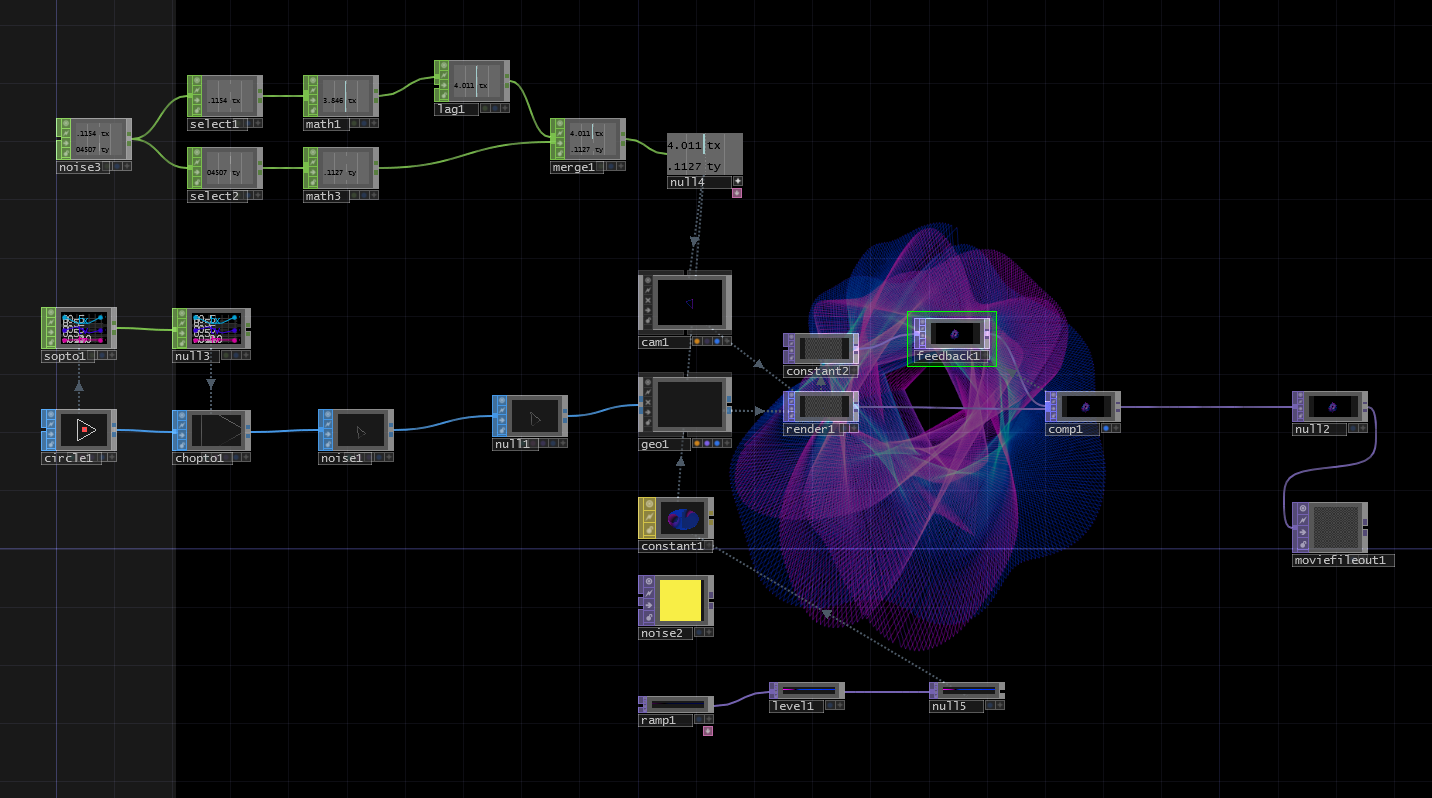 .1154 tx
select1
3.846 tx
math1
4.011 tx
lag1
.1154 tx
04507 ty
noise3
04507 ty
select2
.1127 ty
math3
4.011 tx
.1127 ty
merge1
4.011 tx
.1127 ty
null4
cam1
sopto1
null3
constant2
feedback1
circle1
chopto1
noise1
null1
geo1
render1
comp1
null2
constant1
moviefileout1
noise2
ramp1
level1
null5